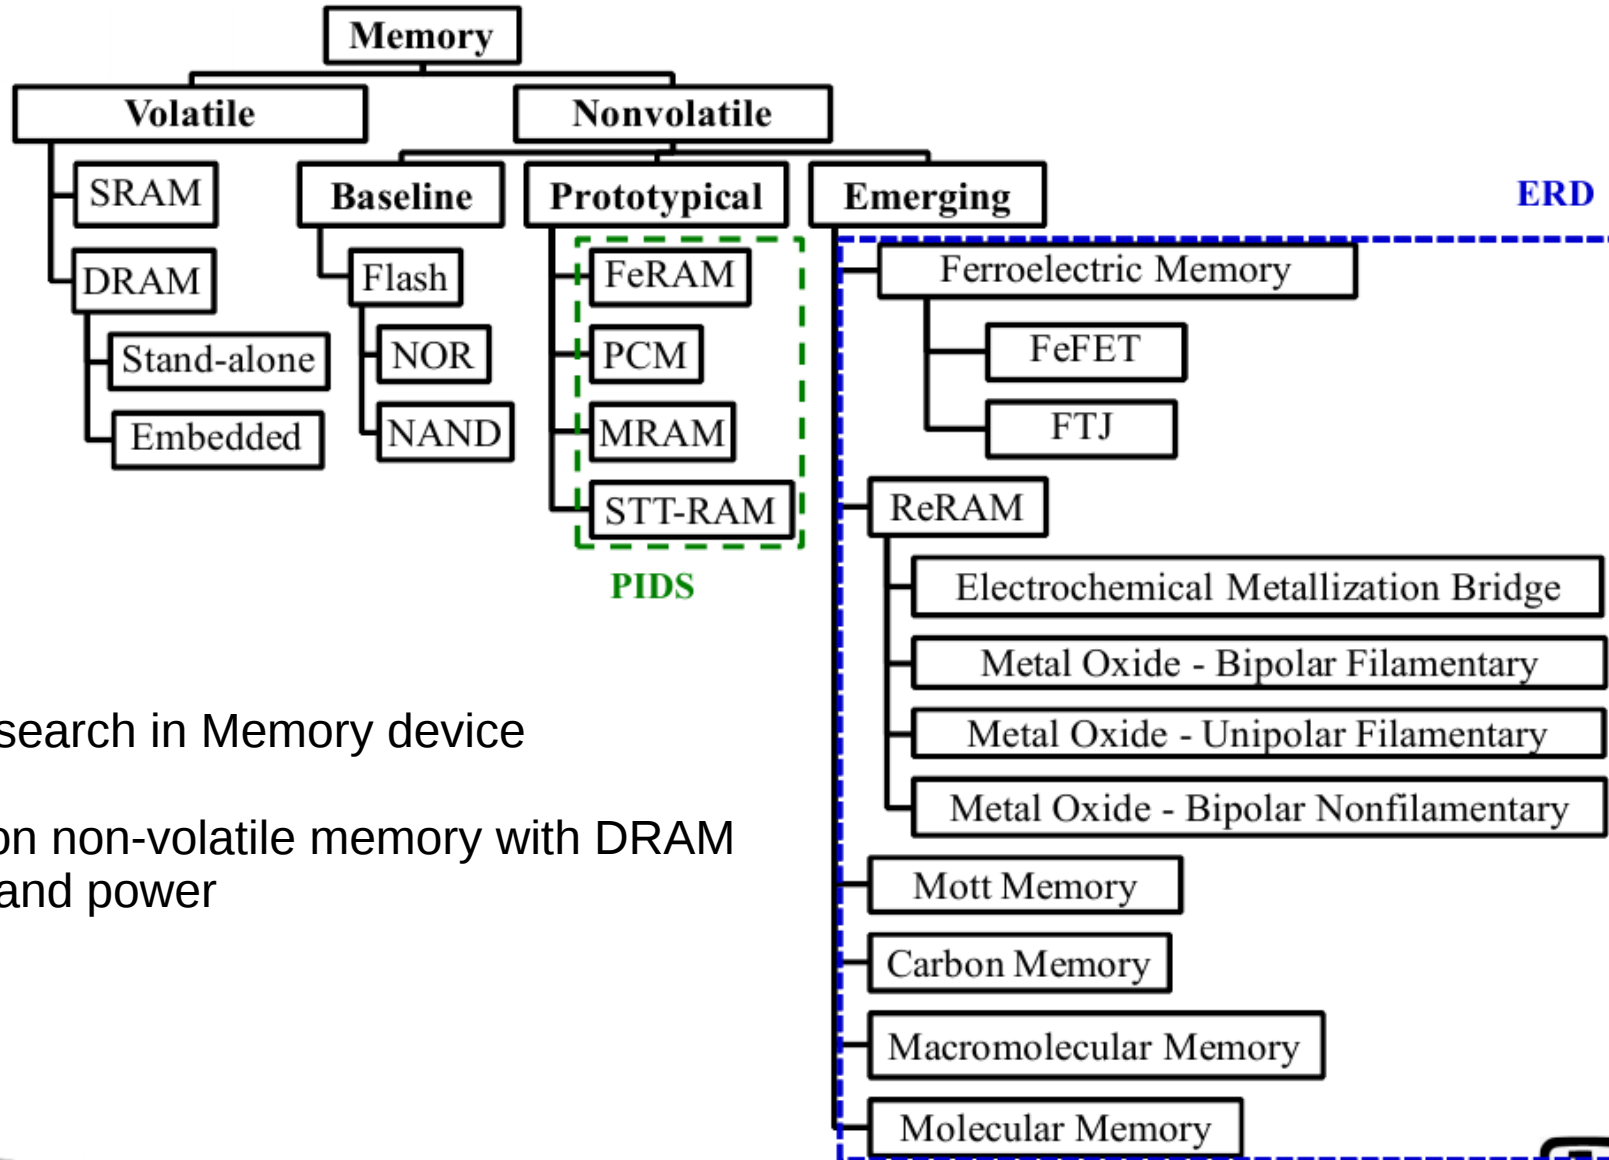 Memory
Volatile
Nonvolatile
SRAM
Baseline
Prototypical
Emerging
ERD
DRAM
Flash
FeRAM
Ferroelectric Memory
Stand-alone
NOR
PCM
FeFET
Embedded
NAND
MRAM
FTJ
STT-RAM
ReRAM
PIDS
Electrochemical Metallization Bridge
Metal Oxide - Bipolar Filamentary
Metal Oxide - Unipolar Filamentary
Metal Oxide - Bipolar Nonfilamentary
Mott Memory
Carbon Memory
Macromolecular Memory
Molecular Memory
search in Memory device
on non-volatile memory with DRAM
and power